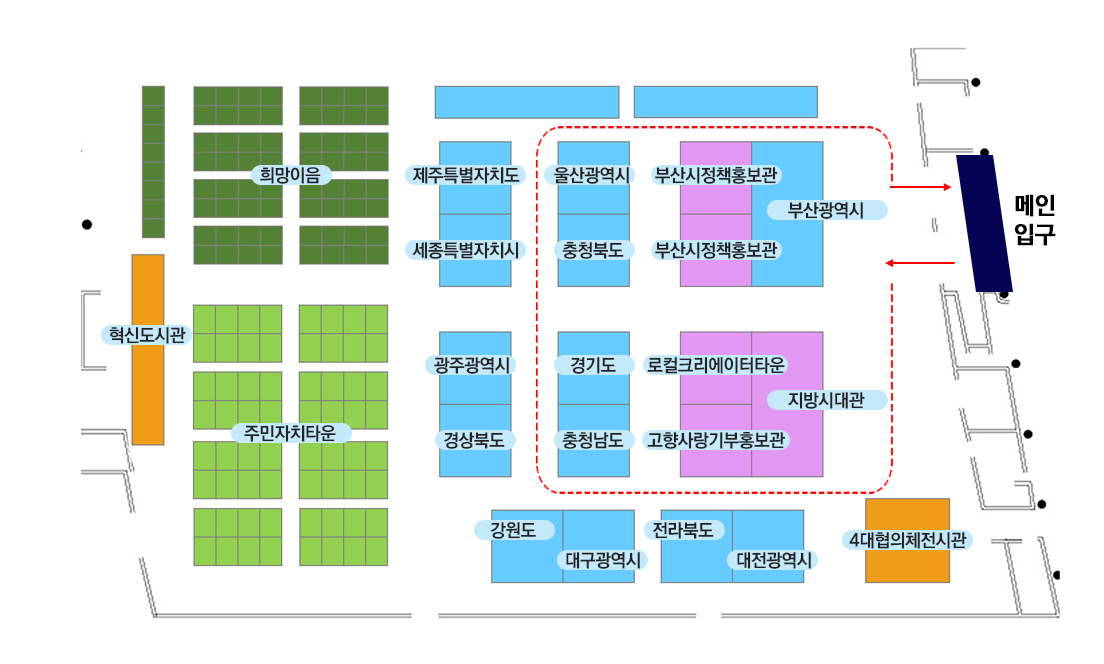 희망이음
제주특별자치도
울산광역시
부산시정책홍보관
부산광역시
메인
입구
세종특별자치시
충청북도
부산시정책홍보관
혁신도시관
광주광역시
경기도
로컬크리에이터타운
지방시대관
주민자치타운
경상북도
충청남도
고향사랑기부홍보관
강원도
전라북도
4대협의체전시관
대구광역시
대전광역시